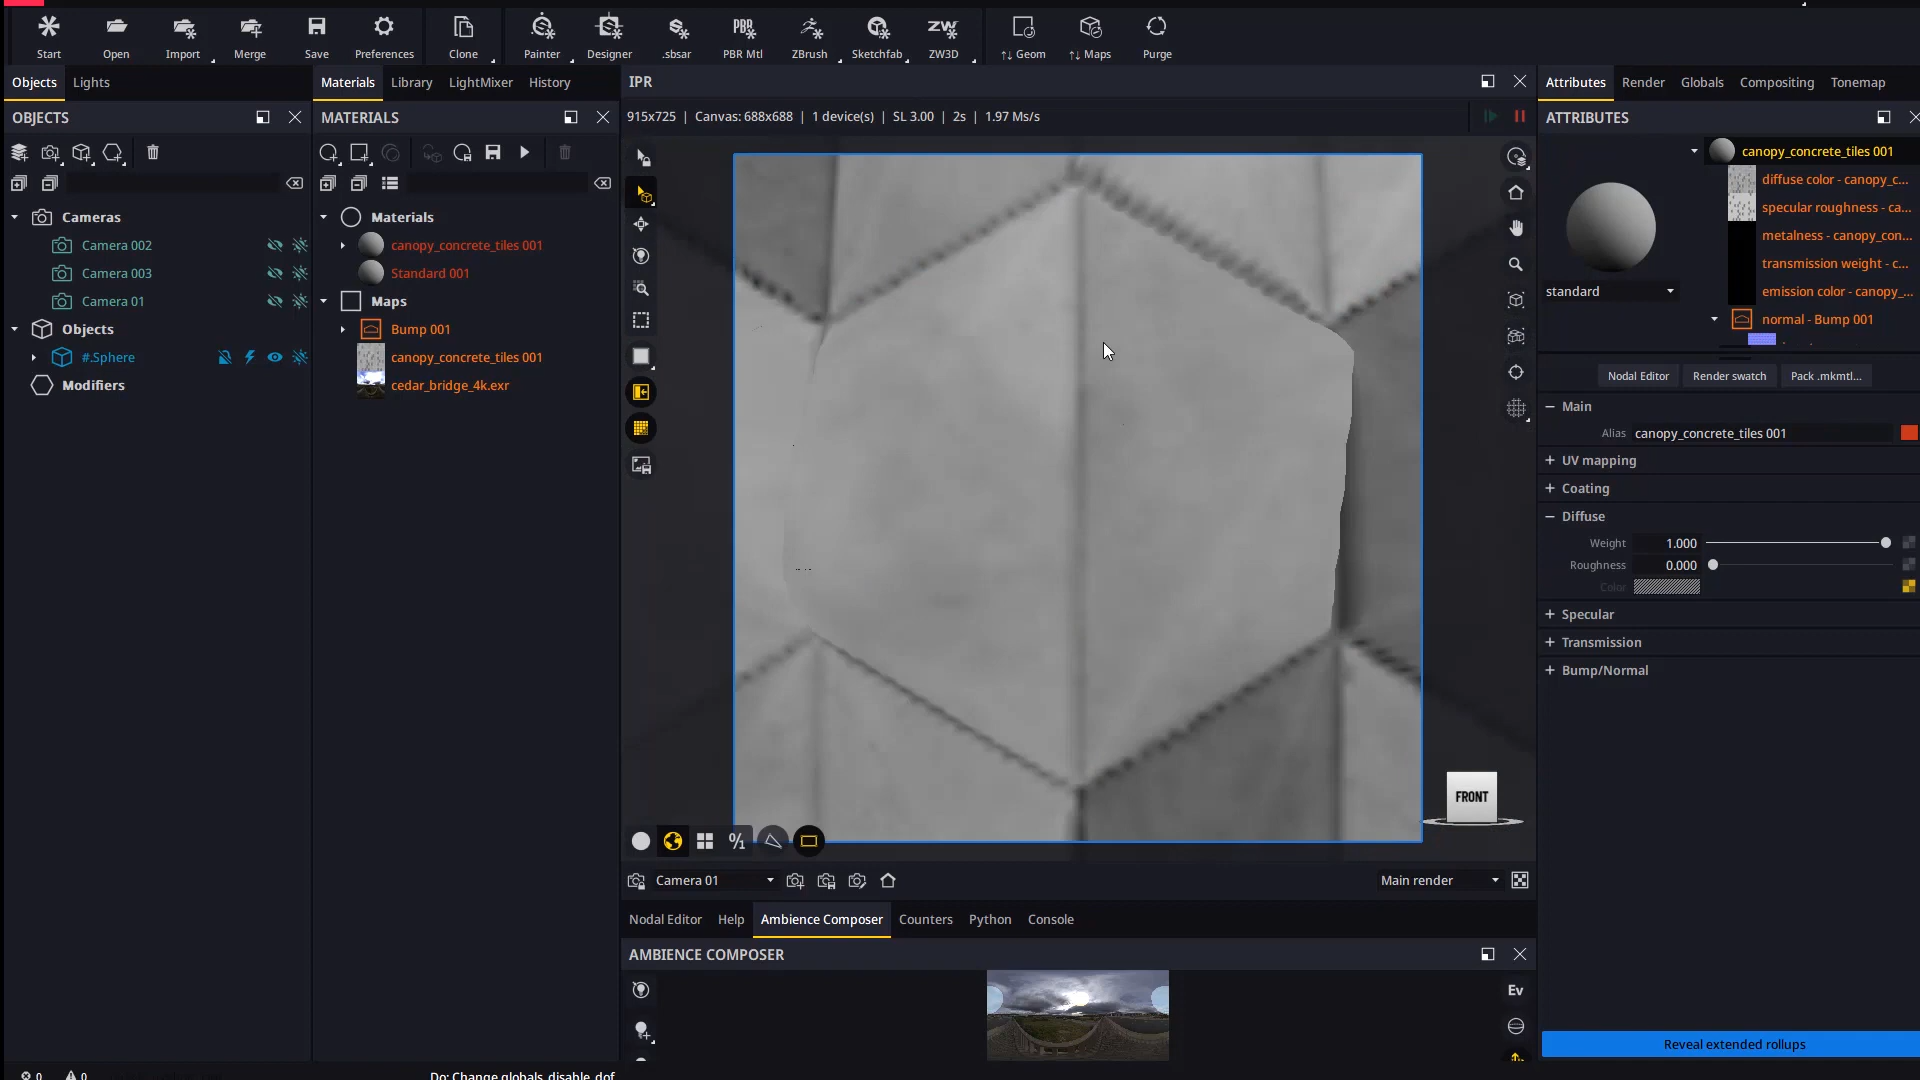 Start Open Import Merge Save Preferences Clone Painter Designer .sbsar PBR Mtl ZBrush Sketchfab ZW3D ↑↓ Geom ↑↓ Maps Purge
PBR ZW
Objects Lights
Materials Library LightMixer History
IPR
Attributes Render Globals Compositing Tonemap
OBJECTS
MATERIALS
915x725 | Canvas: 688x688 | 1 device(s) | SL 3.00 | 2s | 1.97 Ms/s
ATTRIBUTES
Cameras
Camera 002
Camera 003
Camera 01
Objects
#.Sphere
Modifiers
Materials
canopy_concrete_tiles 001
Standard 001
Maps
Bump 001
canopy_concrete_tiles 001
cedar_bridge_4k.exr
FRONT
%1
Camera 01
Main render
Nodal Editor Help Ambience Composer Counters Python Console
AMBIENCE COMPOSER
Ev
canopy_concrete_tiles 001
diffuse color - canopy_c...
specular roughness - ca...
metalness - canopy_con...
transmission weight - c...
emission color - canopy_...
normal - Bump 001
standard
Nodal Editor Render swatch Pack .mkmtl...
Main
Alias canopy_concrete_tiles 001
UV mapping
Coating
Diffuse
Weight 1.000
Roughness 0.000
Color
Specular
Transmission
Bump/Normal
Reveal extended rollups
0 0
Do: Change globals disable_dof